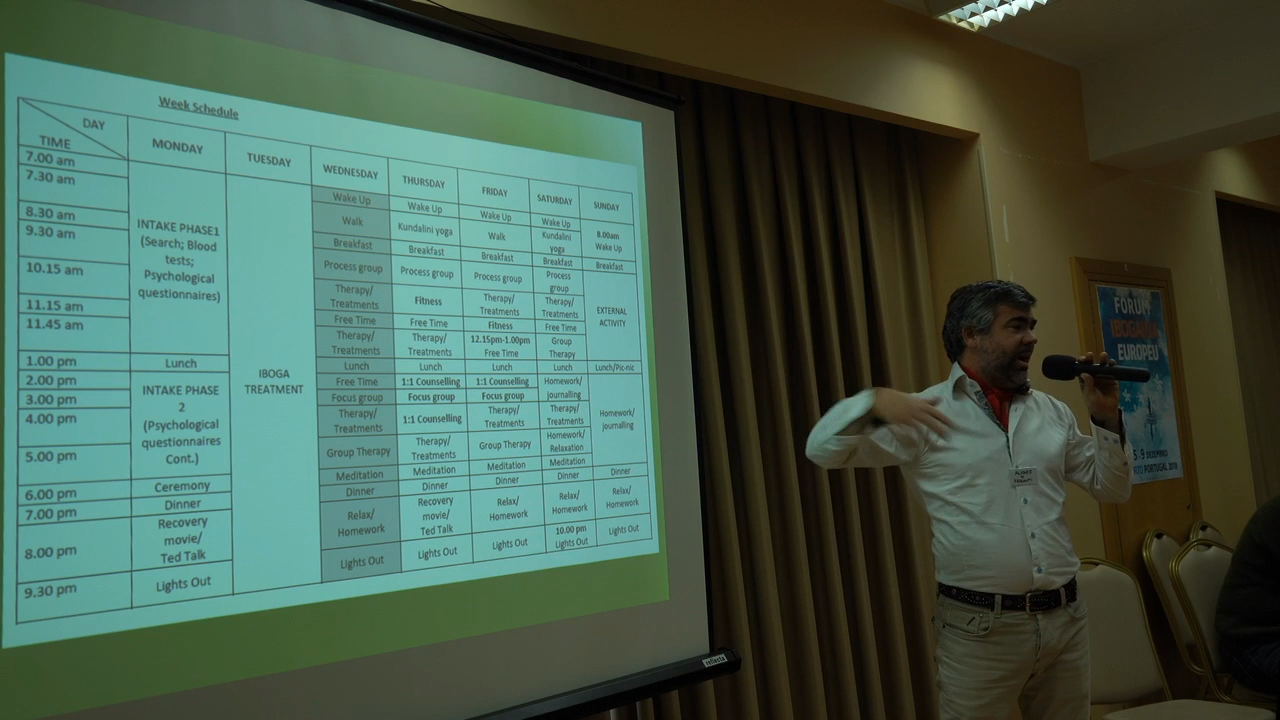 Week Schedule
DAY
TIME
MONDAY
TUESDAY
WEDNESDAY
THURSDAY
FRIDAY
SATURDAY
SUNDAY
7.00 am
7.30 am
8.30 am
9.30 am
10.15 am
11.15 am
11.45 am
1.00 pm
2.00 pm
3.00 pm
4.00 pm
5.00 pm
6.00 pm
7.00 pm
8.00 pm
9.30 pm
INTAKE PHASE1
(Search; Blood
tests;
Psychological
questionnaires)
Lunch
INTAKE PHASE
2
(Psychological
questionnaires
Cont.)
Ceremony
Dinner
Recovery
movie/
Ted Talk
Lights Out
IBOGA
TREATMENT
Wake Up
Walk
Breakfast
Process group
Therapy/
Treatments
Free Time
Therapy/
Treatments
Lunch
Free Time
Focus group
Therapy/
Treatments
Group Therapy
Meditation
Dinner
Relax/
Homework
Lights Out
Wake Up
Kundalini yoga
Breakfast
Process group
Fitness
Free Time
Therapy/
Treatments
Lunch
1:1 Counselling
Focus group
1:1 Counselling
Therapy/
Treatments
Meditation
Dinner
Recovery
movie/
Ted Talk
Lights Out
Wake Up
Walk
Breakfast
Process group
Therapy/
Treatments
Fitness
12.15pm-1.00pm
Free Time
Lunch
1:1 Counselling
Focus group
Therapy/
Treatments
Group Therapy
Meditation
Dinner
Relax/
Homework
Lights Out
Wake Up
Kundalini
yoga
Breakfast
Process
group
Therapy/
Treatments
Free Time
Group
Therapy
Lunch
Homework/
journalling
Therapy/
Treatments
Homework/
Relaxation
Meditation
Dinner
Relax/
Homework
10.00 pm
Lights Out
8.00am
Wake Up
Breakfast
EXTERNAL
ACTIVITY
Lunch/Pic-nic
Homework/
journalling
Dinner
Relax/
Homework
Lights Out
reflecta
FÓRUM
IBOGAÍNA
EUROPEU
PORTUGAL